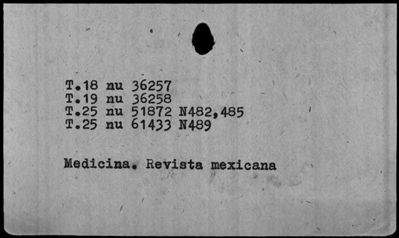 T.18 nu 36257
T.19 nu 36258
T.25 nu 51872 N482,485
T.25 nu 61433 N489
Medicina. Revista mexicana